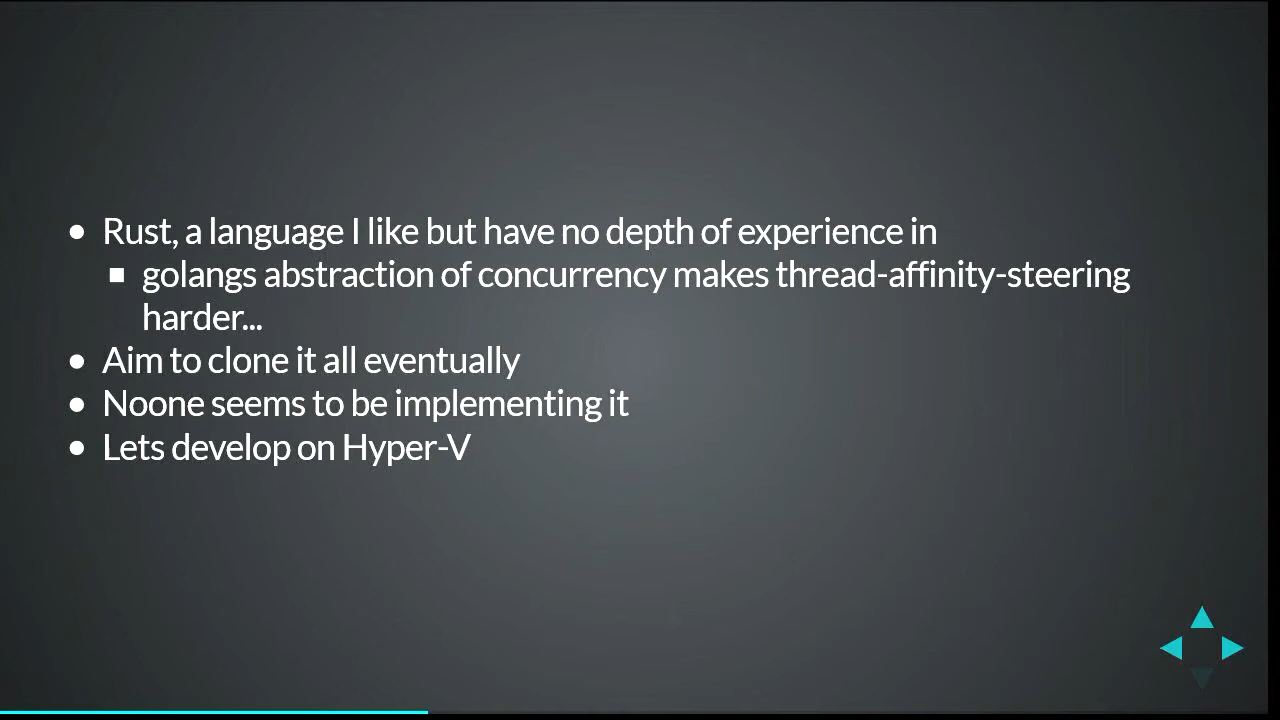 Rust, a language I like but have no depth of experience in
golangs abstraction of concurrency makes thread-affinity-steering
harder...
Aim to clone it all eventually
Noone seems to be implementing it
Lets develop on Hyper-V